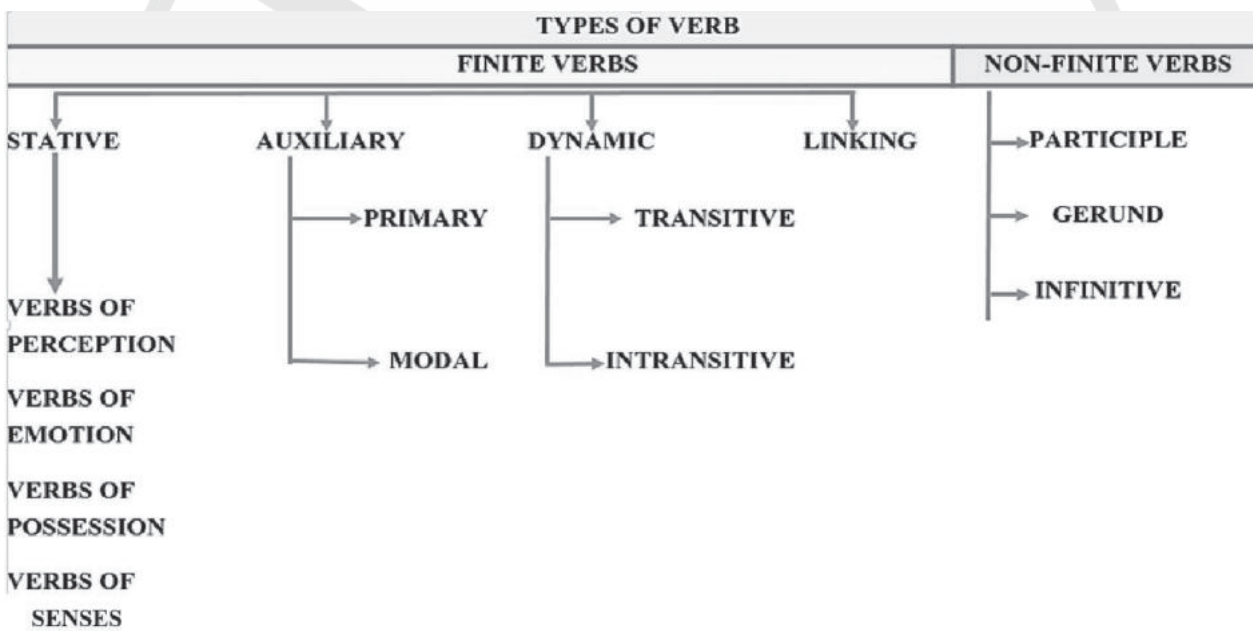 TYPES OF VERB
FINITE VERBS
NON-FINITE VERBS
STATIVE
AUXILIARY
DYNAMIC
LINKING
PARTICIPLE
PRIMARY
TRANSITIVE
GERUND
INFINITIVE
VERBS OF
PERCEPTION
MODAL
INTRANSITIVE
VERBS OF
EMOTION
VERBS OF
POSSESSION
VERBS OF
SENSES